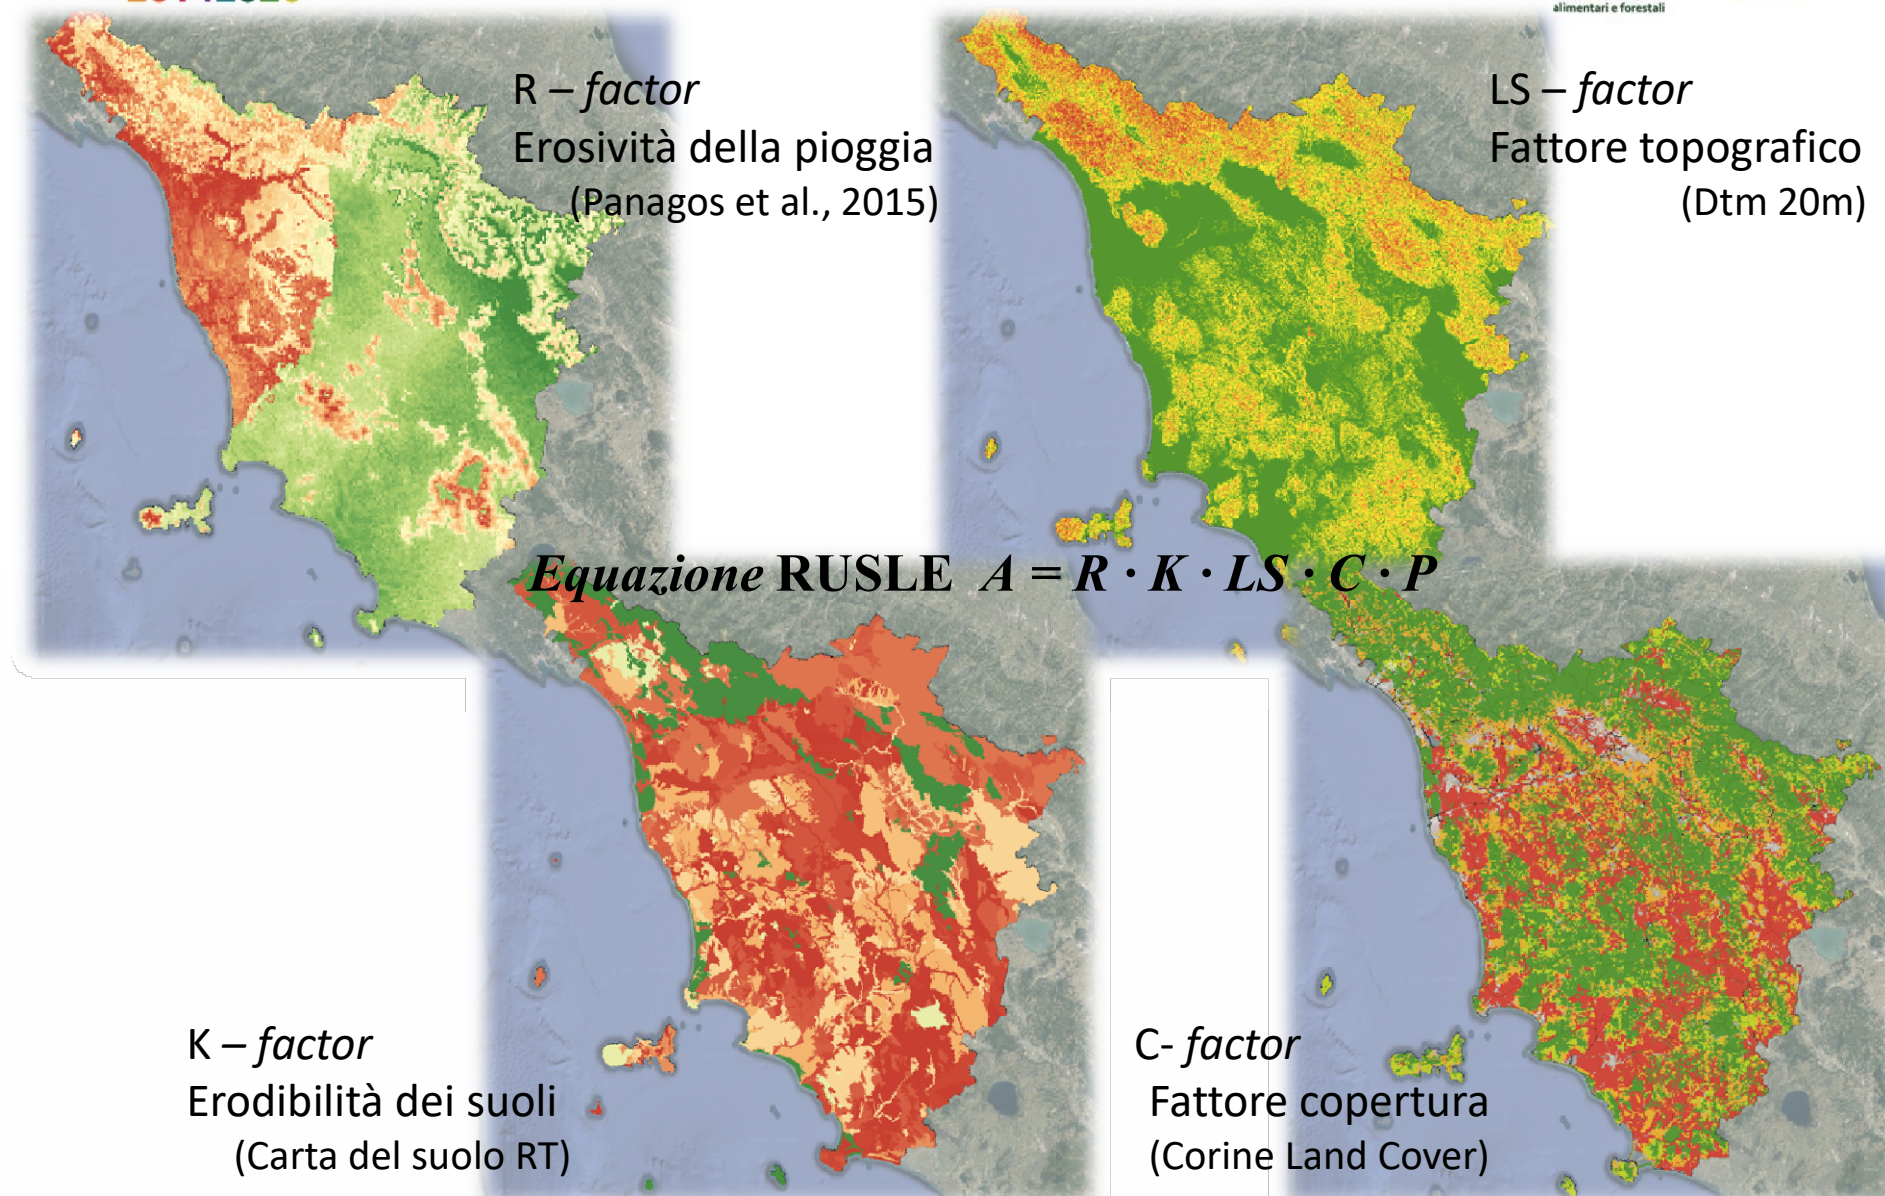 alimentari e forestali
R – factor
Erosività della pioggia
(Panagos et al., 2015)
LS – factor
Fattore topografico
(Dtm 20m)
Equazione RUSLE A = R · K · LS · C · P
K – factor
Erodibilità dei suoli
(Carta del suolo RT)
C- factor
Fattore copertura
(Corine Land Cover)